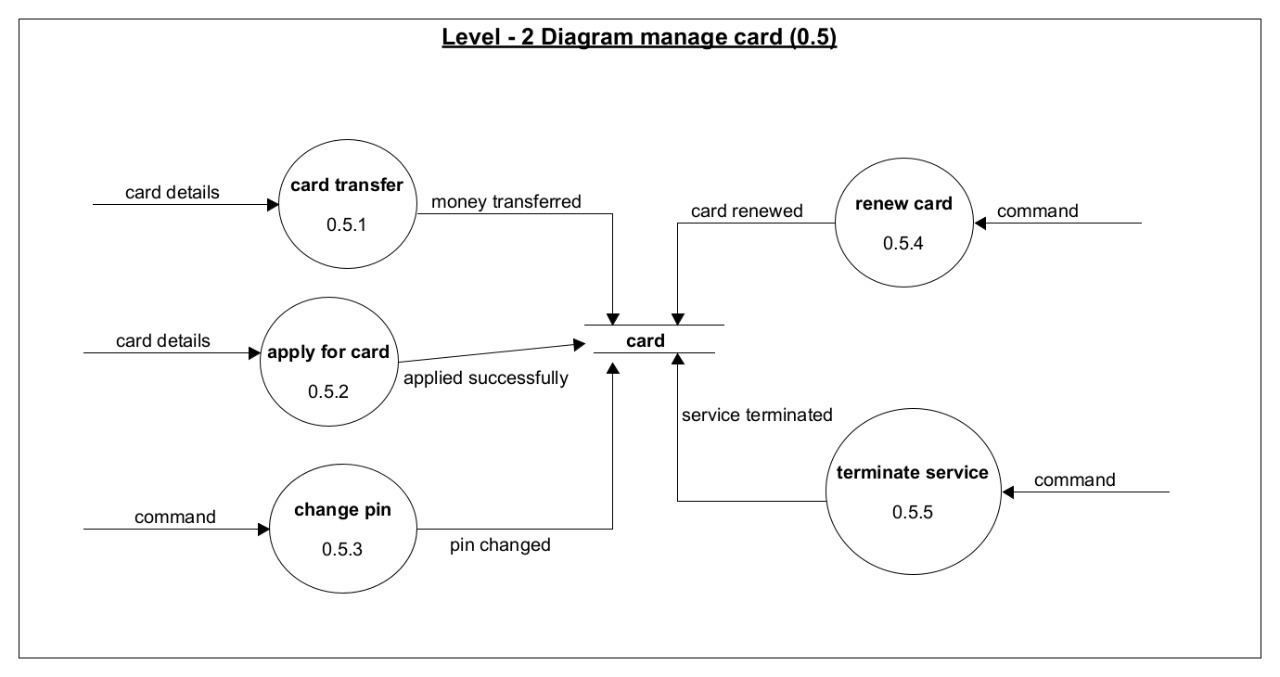 Level - 2 Diagram manage card (0.5)
card details
card transfer
0.5.1
money transferred
card renewed
renew card
0.5.4
command
card details
apply for card
0.5.2
applied successfully
card
service terminated
command
change pin
0.5.3
pin changed
terminate service
0.5.5
command